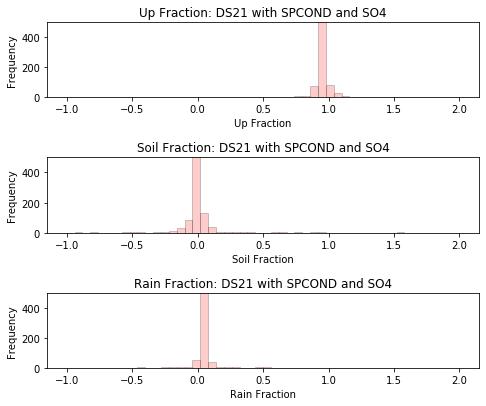 Up Fraction: DS21 with SPCOND and SO4
400
200
0
Frequency
-1.0 -0.5 0.0 0.5 1.0 1.5 2.0
Up Fraction
Soil Fraction: DS21 with SPCOND and SO4
400
200
0
Frequency
-1.0 -0.5 0.0 0.5 1.0 1.5 2.0
Soil Fraction
Rain Fraction: DS21 with SPCOND and SO4
400
200
0
Frequency
-1.0 -0.5 0.0 0.5 1.0 1.5 2.0
Rain Fraction